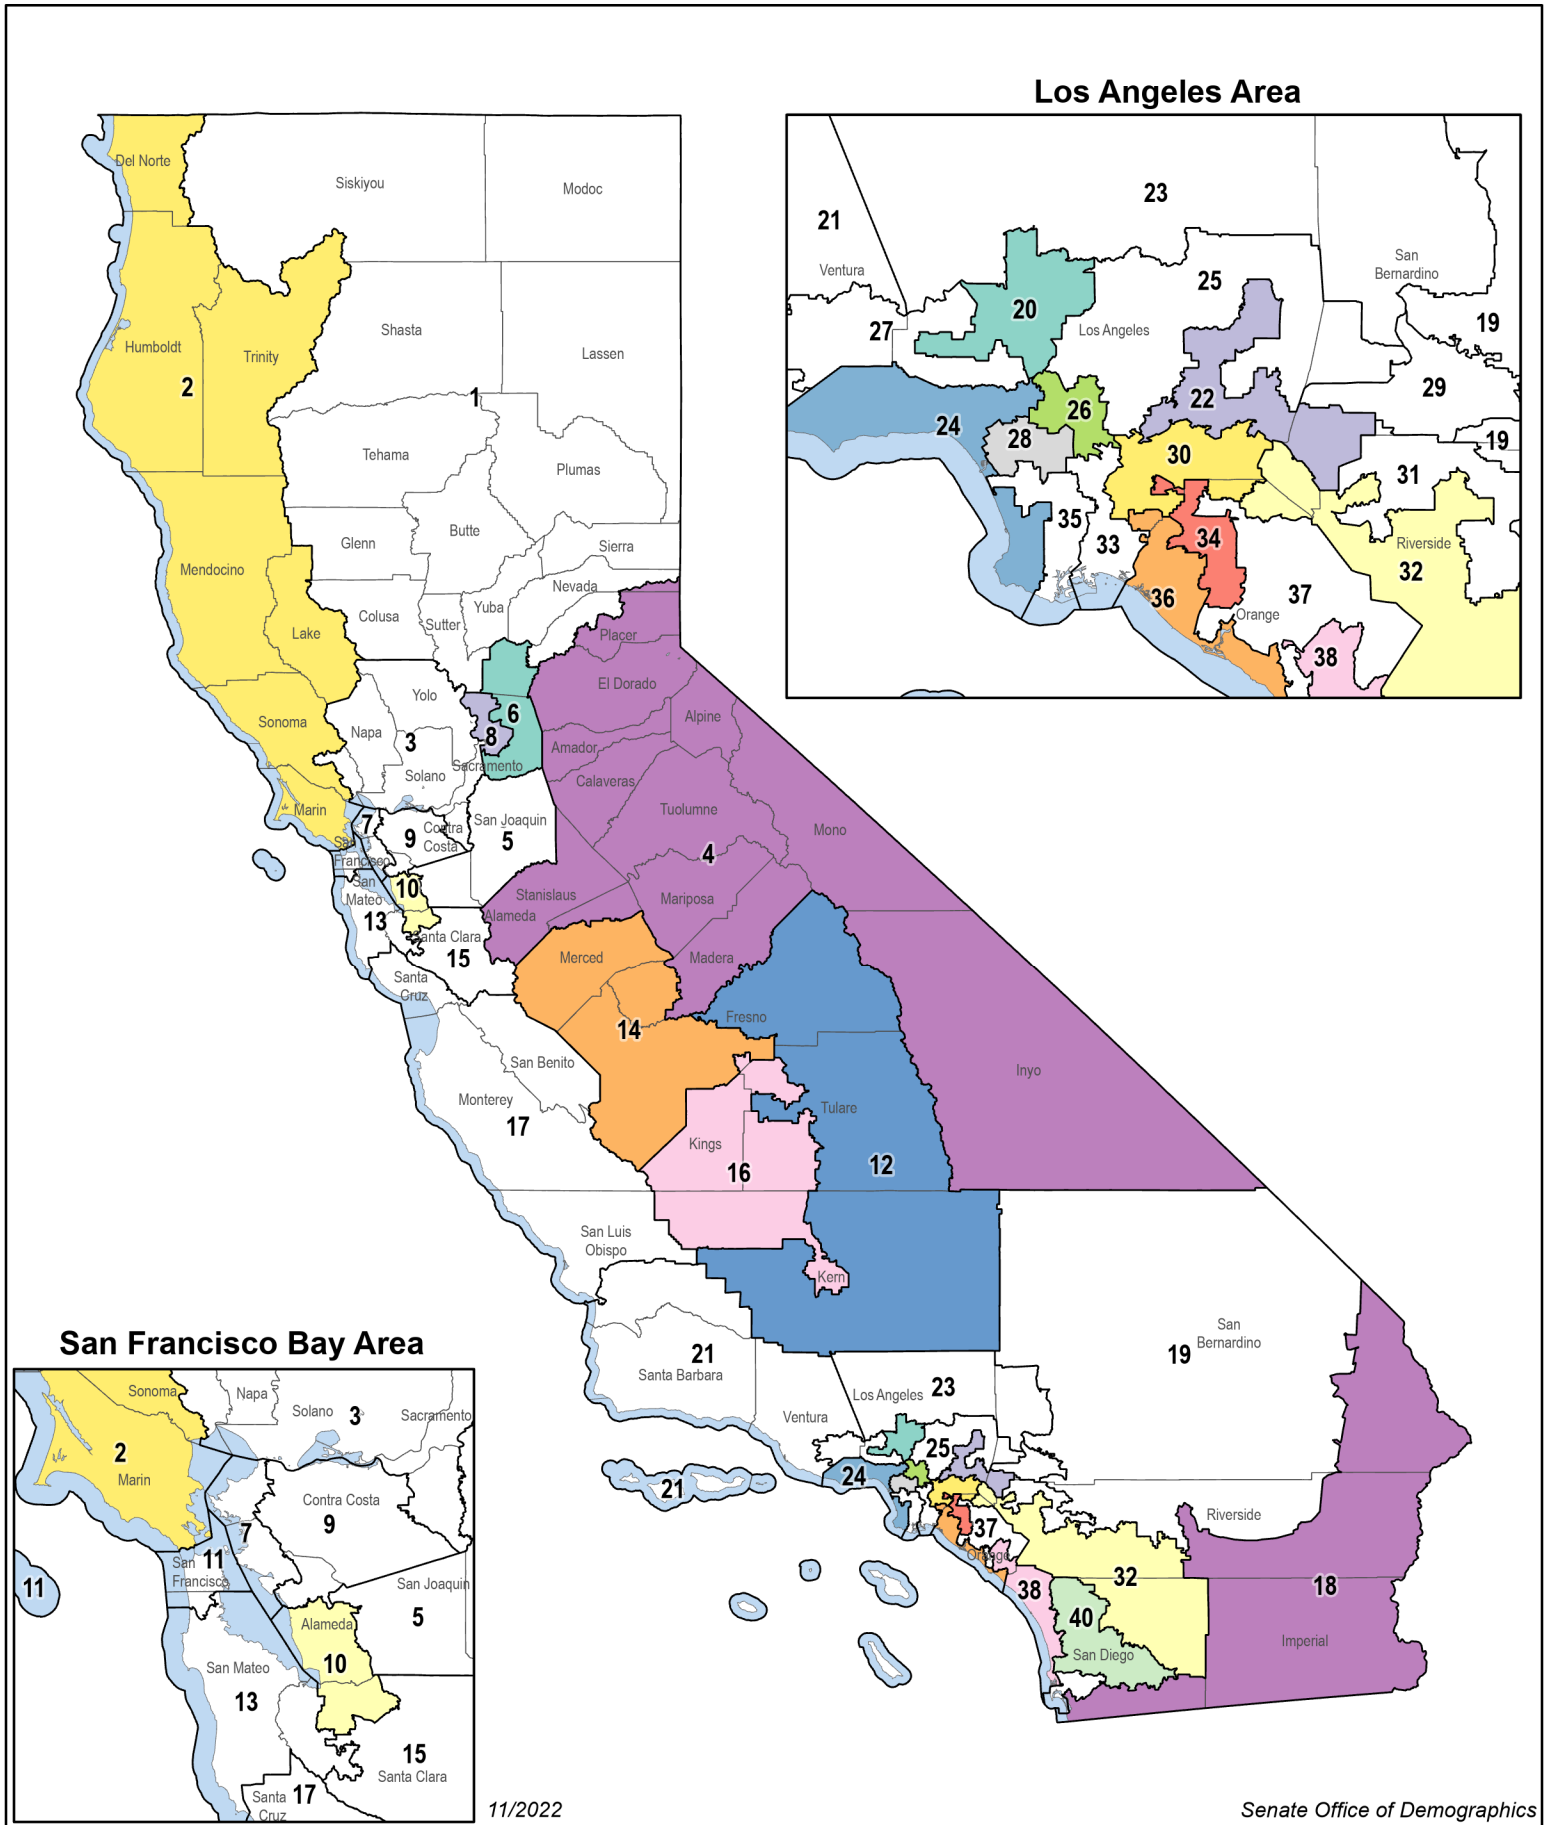 Los Angeles Area
23
21
Ventura
San
Bernardino
25
20
27
Los Angeles
19
29
22
26
24
28
19
30
31
35
33
34
Riverside
32
36
37
Orange
38
Del Norte
Siskiyou
Modoc
Shasta
Humboldt
Trinity
Lassen
2
1
Tehama
Plumas
Butte
Glenn
Sierra
Mendocino
Nevada
Yuba
Colusa
Sutter
Lake
Placer
El Dorado
Yolo
Sonoma
Napa
6
Alpine
3
8
Amador
Sacramento
Solano
Calaveras
Marin
Tuolumne
7
San Joaquin
Mono
9
Contra
Costa
5
San
Francisco
4
San
Mateo
10
Stanislaus
Mariposa
Alameda
13
Santa Clara
15
Merced
Madera
Santa
Cruz
Fresno
14
San Benito
Inyo
Monterey
17
Tulare
Kings
16
12
San Luis
Obispo
Kern
San
Bernardino
19
21
Santa Barbara
Los Angeles
23
Ventura
25
24
21
Riverside
37
Orange
38
32
18
40
San Diego
Imperial
San Francisco Bay Area
Sonoma
Napa
Solano
3
Sacramento
2
Marin
Contra Costa
9
7
San
Francisco
11
11
San Joaquin
5
Alameda
10
San Mateo
13
15
Santa Clara
17
Santa
Cruz
11/2022
Senate Office of Demographics